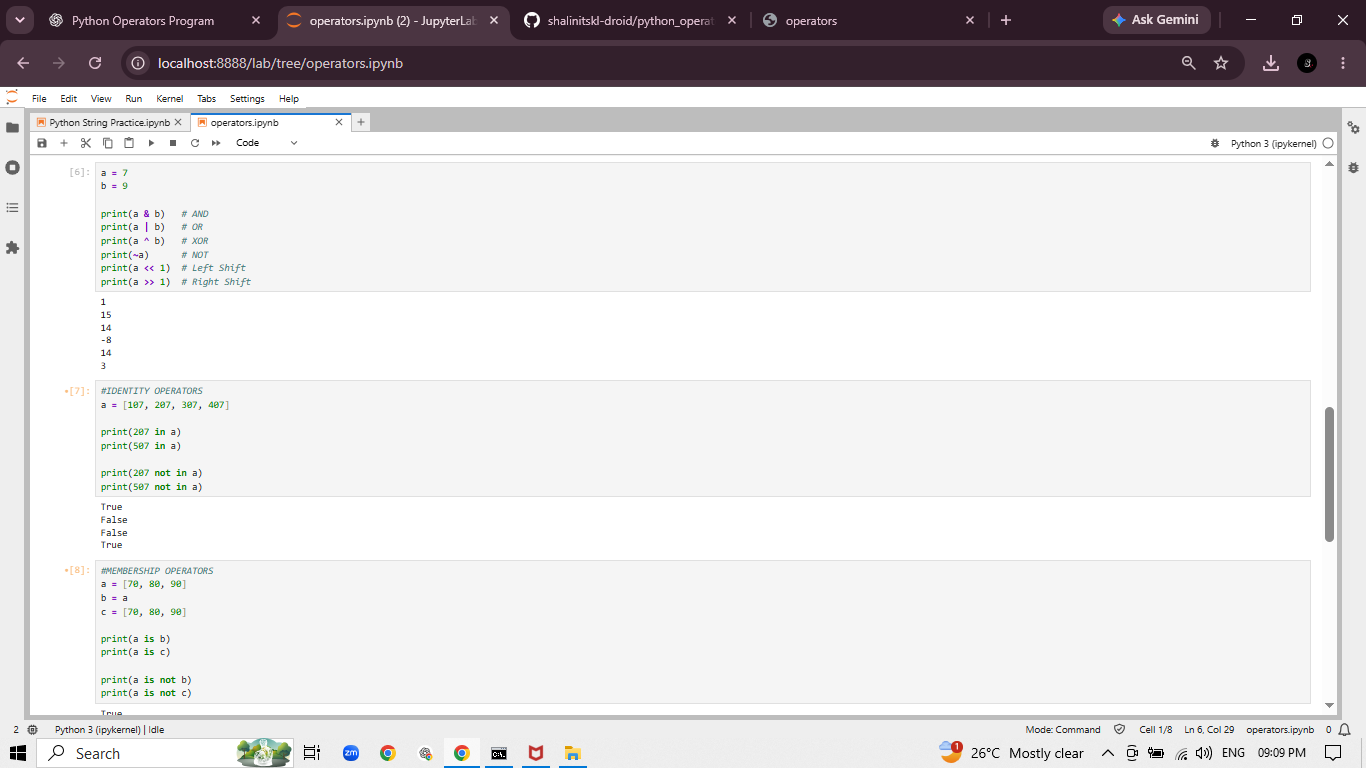 Python Operators Program
operators.ipynb (2) - JupyterLab
shalinitskl-droid/python_operat
operators
Ask Gemini
localhost:8888/lab/tree/operators.ipynb
File Edit View Run Kernel Tabs Settings Help
Python String Practice.ipynb
operators.ipynb
Code
Python 3 (ipykernel)
[6]:
a = 7
b = 9
print(a & b) # AND
print(a | b) # OR
print(a ^ b) # XOR
print(~a) # NOT
print(a << 1) # Left Shift
print(a >> 1) # Right Shift
1
15
14
-8
14
3
[7]:
#IDENTITY OPERATORS
a = [107, 207, 307, 407]
print(207 in a)
print(507 in a)
print(207 not in a)
print(507 not in a)
True
False
False
True
[8]:
#MEMBERSHIP OPERATORS
a = [70, 80, 90]
b = a
c = [70, 80, 90]
print(a is b)
print(a is c)
print(a is not b)
print(a is not c)
True
2 Python 3 (ipykernel) | Idle
Mode: Command Cell 1/8 Ln 6, Col 29 operators.ipynb 0
Search
zm
1
26°C Mostly clear
ENG
09:09 PM